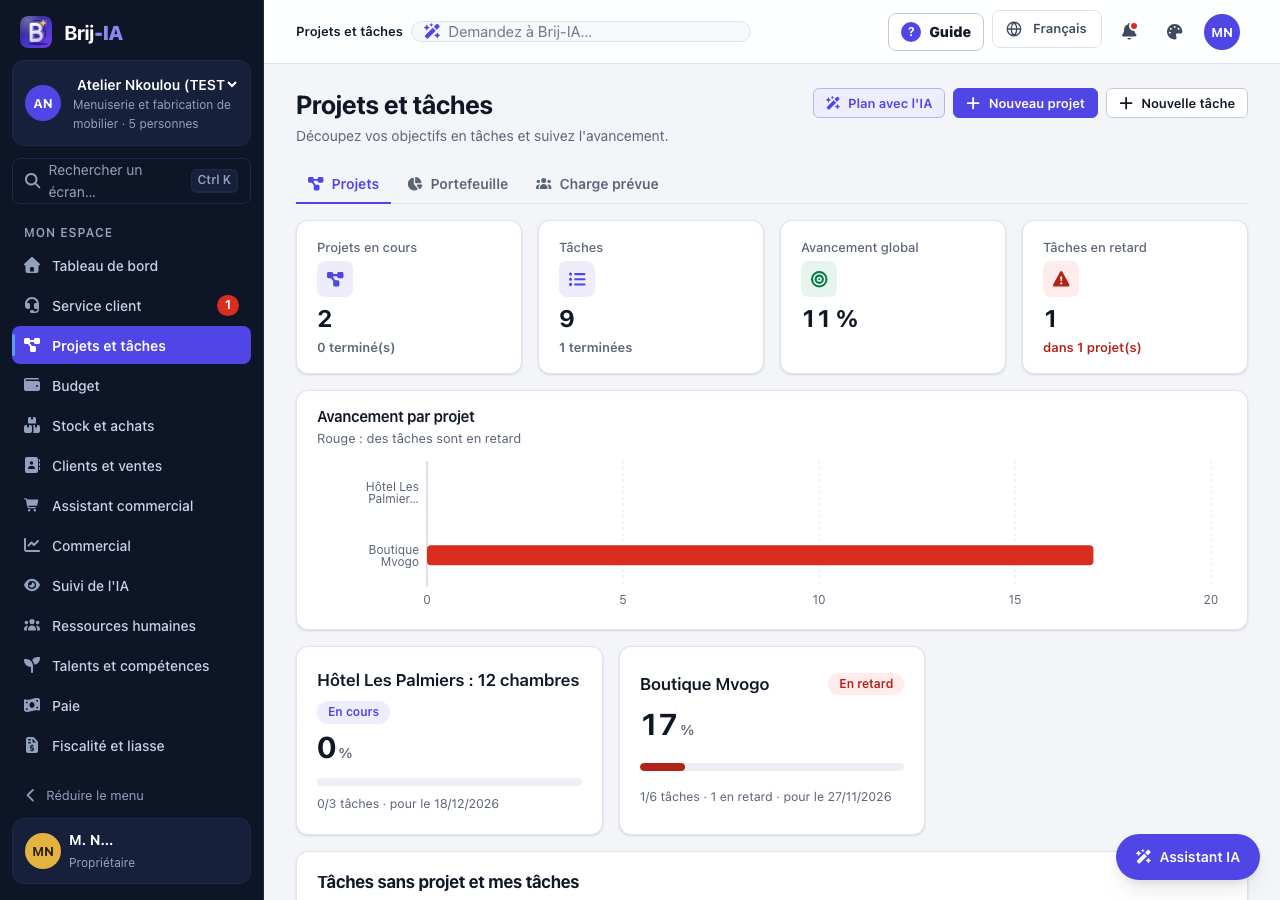 Brij-IA
AN
Atelier Nkoulou (TEST
Menuiserie et fabrication de
mobilier · 5 personnes
Rechercher un
écran...
Ctrl K
MON ESPACE
Tableau de bord
Service client
1
Projets et tâches
Budget
Stock et achats
Clients et ventes
Assistant commercial
Commercial
Suivi de l'IA
Ressources humaines
Talents et compétences
Paie
Fiscalité et liasse
Réduire le menu
MN
M. N...
Propriétaire
Projets et tâches
Demandez à Brij-IA...
? Guide
Français
MN
Projets et tâches
Découpez vos objectifs en tâches et suivez l'avancement.
Plan avec l'IA
Nouveau projet
Nouvelle tâche
Projets
Portefeuille
Charge prévue
Projets en cours
2
0 terminé(s)
Tâches
9
1 terminées
Avancement global
11 %
Tâches en retard
1
dans 1 projet(s)
Avancement par projet
Rouge : des tâches sont en retard
Hôtel Les
Palmier...
Boutique
Mvogo
0 5 10 15 20
Hôtel Les Palmiers : 12 chambres
En cours
0 %
0/3 tâches · pour le 18/12/2026
Boutique Mvogo
En retard
17 %
1/6 tâches · 1 en retard · pour le 27/11/2026
Tâches sans projet et mes tâches
Assistant IA